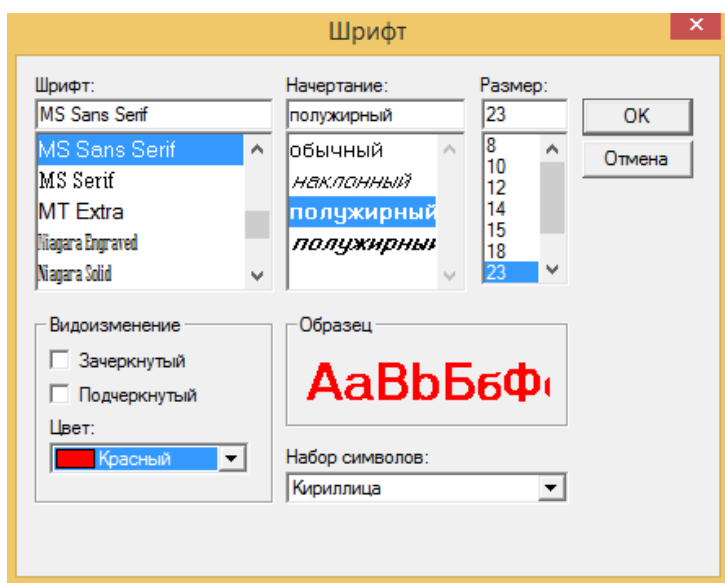 Шрифт
Шрифт:
MS Sans Serif
MS Sans Serif
MS Serif
MT Extra
Niagara Engraved
Niagara Solid
Начертание:
полужирный
обычный
наклонный
полужирный
полужирный
Размер:
23
8
10
12
14
15
18
23
OK
Отмена
Видоизменение
Зачеркнутый
Подчеркнутый
Цвет:
Красный
Образец
AaBbБбФ
Набор символов:
Кириллица